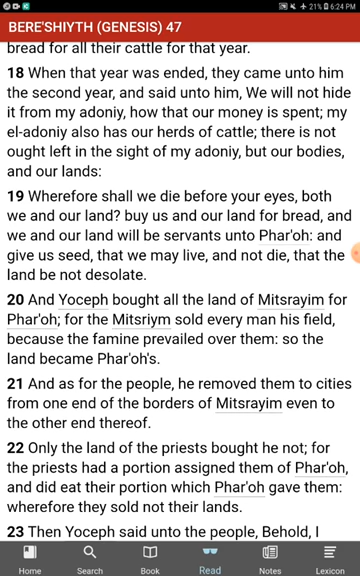 21% 6:24 PM
BERE'SHIYTH (GENESIS) 47
bread for all their cattle for that year.
18 When that year was ended, they came unto him
the second year, and said unto him, We will not hide
it from my adoniy, how that our money is spent; my
el-adoniy also has our herds of cattle; there is not
ought left in the sight of my adoniy, but our bodies,
and our lands:
19 Wherefore shall we die before your eyes, both
we and our land? buy us and our land for bread, and
we and our land will be servants unto Phar'oh: and
give us seed, that we may live, and not die, that the
land be not desolate.
20 And Yoceph bought all the land of Mitsrayim for
Phar'oh; for the Mitsriym sold every man his field,
because the famine prevailed over them: so the
land became Phar'oh's.
21 And as for the people, he removed them to cities
from one end of the borders of Mitsrayim even to
the other end thereof.
22 Only the land of the priests bought he not; for
the priests had a portion assigned them of Phar'oh,
and did eat their portion which Phar'oh gave them:
wherefore they sold not their lands.
23 Then Yoceph said unto the people, Behold, I
Home Search Book Read Notes Lexicon